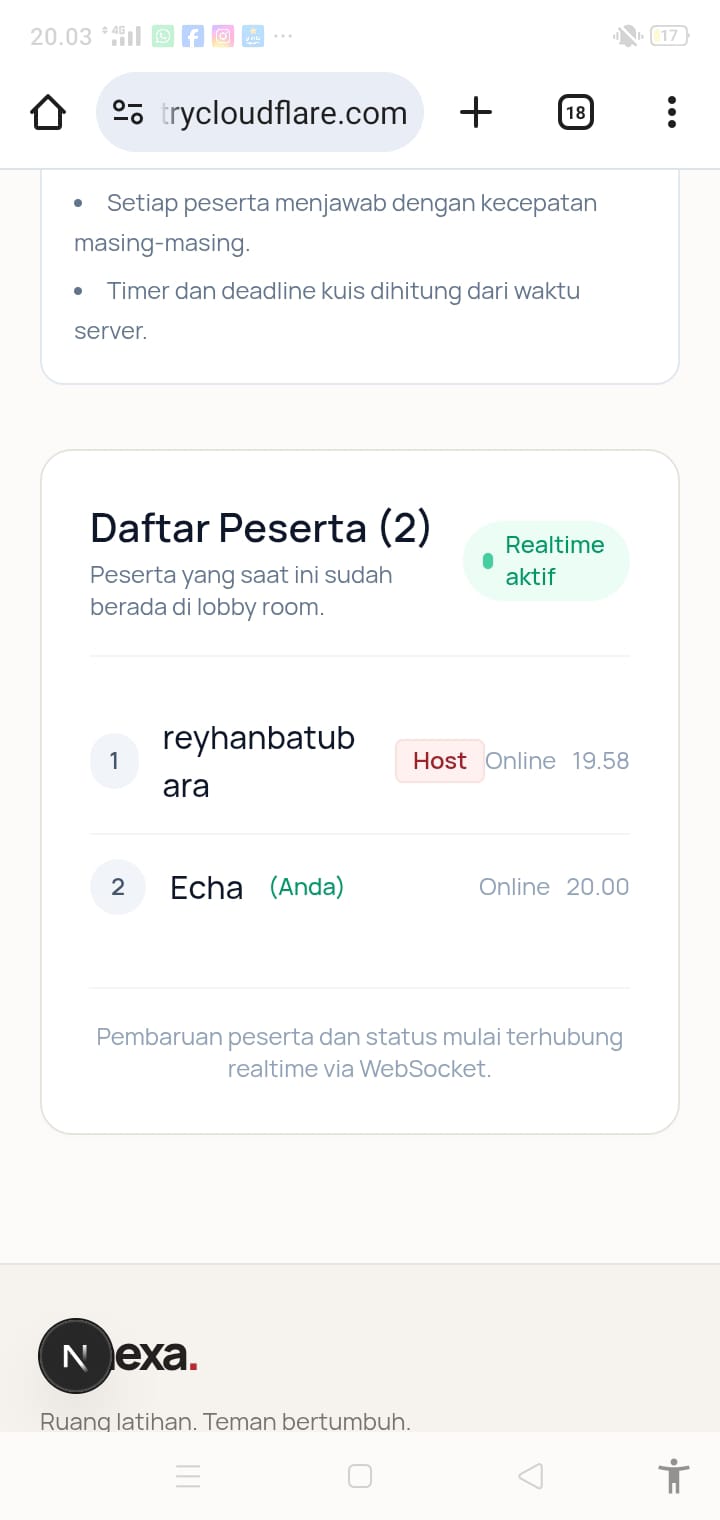 20.03 4G 17
trycloudflare.com 18
• Setiap peserta menjawab dengan kecepatan
masing-masing.
• Timer dan deadline kuis dihitung dari waktu
server.
Daftar Peserta (2)
Realtime
aktif
Peserta yang saat ini sudah
berada di lobby room.
1 reyhanbatub
ara
Host Online 19.58
2 Echa (Anda) Online 20.00
Pembaruan peserta dan status mulai terhubung
realtime via WebSocket.
N exa.
Ruang latihan. Teman bertumbuh.